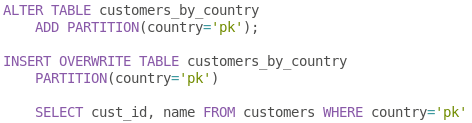 ALTER TABLE customers_by_country
    ADD PARTITION(country='pk');

INSERT OVERWRITE TABLE customers_by_country
    PARTITION(country='pk')

    SELECT cust_id, name FROM customers WHERE country='pk'